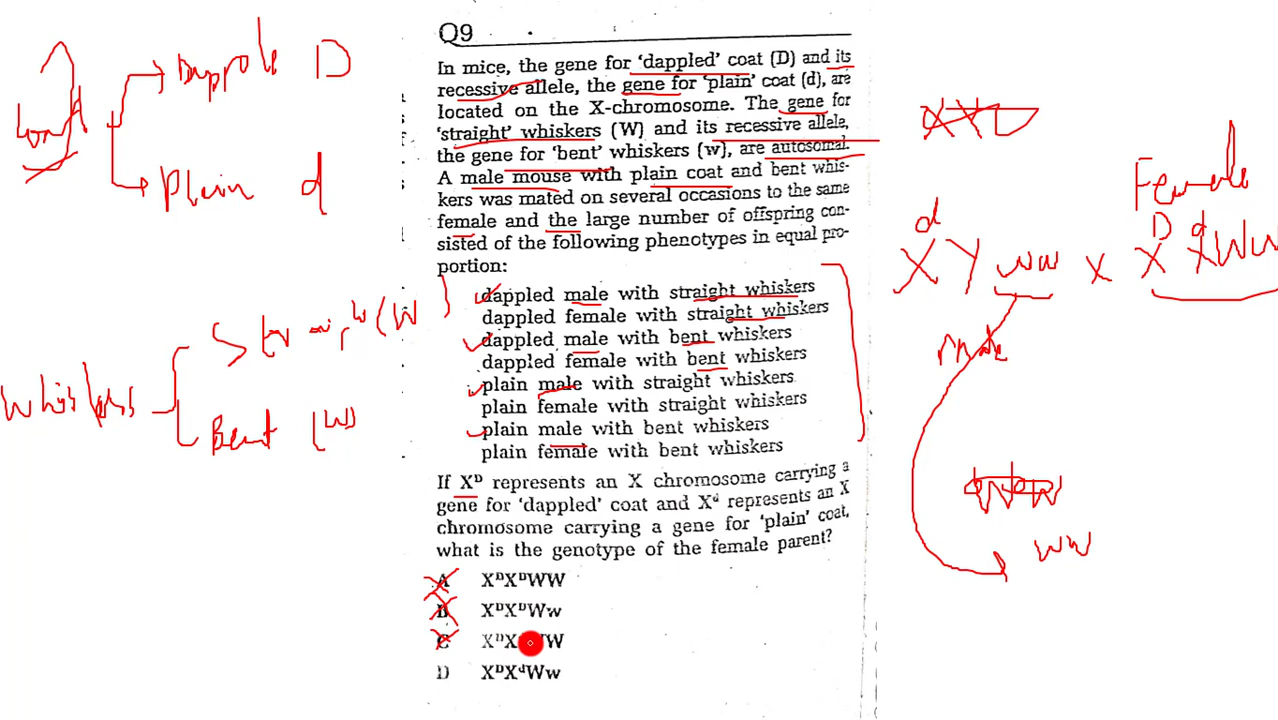 Q9
In mice, the gene for ‘dappled’ coat (D) and its
recessive allele, the gene for ‘plain’ coat (d), are
located on the X-chromosome. The gene for
‘straight’ whiskers (W) and its recessive allele,
the gene for ‘bent’ whiskers (w), are autosomal.
A male mouse with plain coat and bent whis-
kers was mated on several occasions to the same
female and the large number of offspring con-
sisted of the following phenotypes in equal pro-
portion:
dappled male with straight whiskers
dappled female with straight whiskers
dappled male with bent whiskers
dappled female with bent whiskers
plain male with straight whiskers
plain female with straight whiskers
plain male with bent whiskers
plain female with bent whiskers
If Xᴰ represents an X chromosome carrying a
gene for ‘dappled’ coat and Xᵈ represents an X
chromosome carrying a gene for ‘plain’ coat,
what is the genotype of the female parent?
A XᴰXᴰWW
B XᴰXᴰWw
C XᴰX W
D XᴰXᵈWw
D
Plain d
Bent (W)
Female
d D d
X Y ww x X X W
male
ww